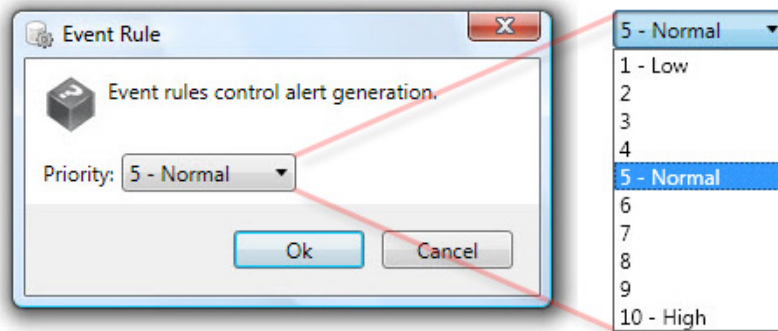 Event Rule
Event rules control alert generation.
Priority: 5 - Normal
Ok Cancel
5 - Normal
1 - Low
2
3
4
5 - Normal
6
7
8
9
10 - High